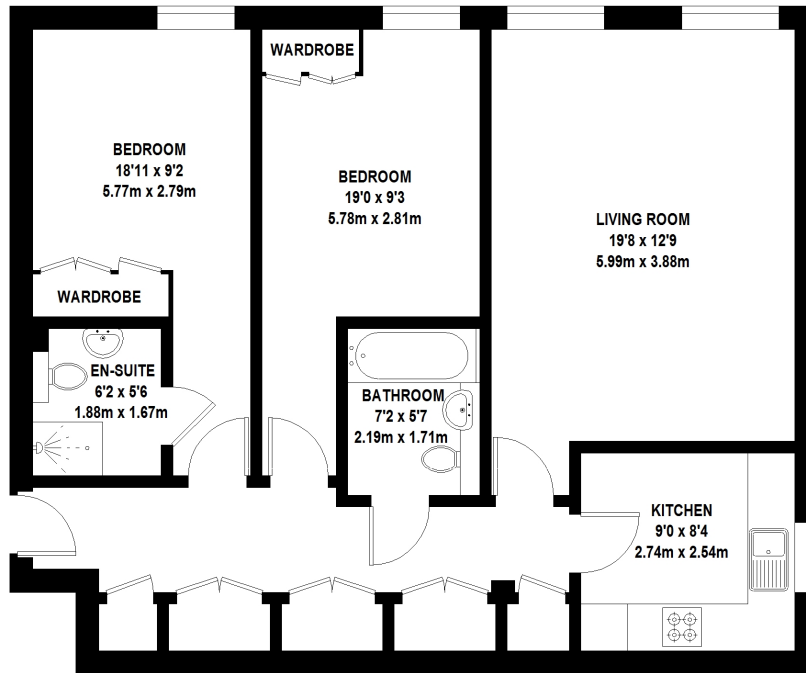 WARDROBE
BEDROOM
18'11 x 9'2
5.77m x 2.79m
BEDROOM
19'0 x 9'3
5.78m x 2.81m
LIVING ROOM
19'8 x 12'9
5.99m x 3.88m
WARDROBE
EN-SUITE
6'2 x 5'6
1.88m x 1.67m
BATHROOM
7'2 x 5'7
2.19m x 1.71m
KITCHEN
9'0 x 8'4
2.74m x 2.54m